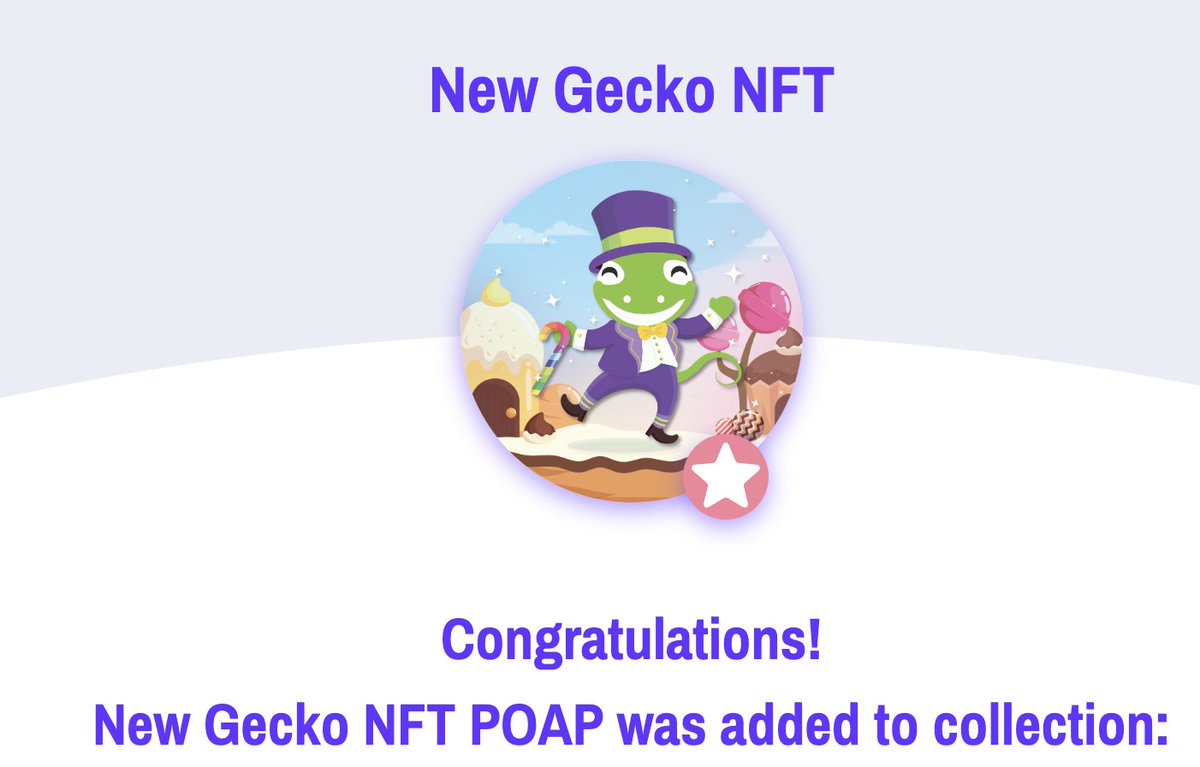 New Gecko NFT
Congratulations!
New Gecko NFT POAP was added to collection: